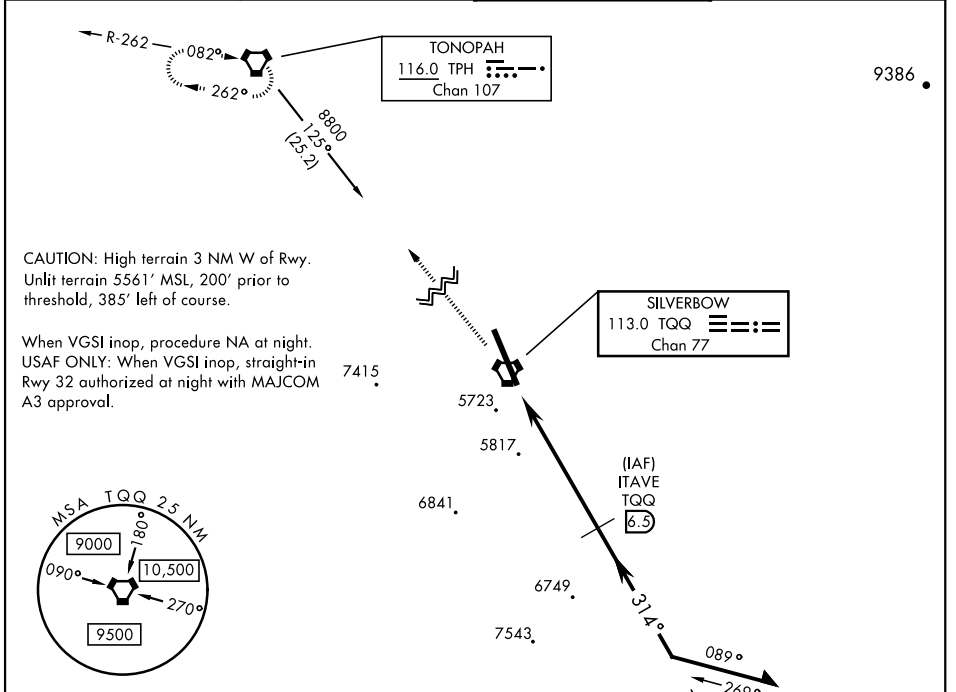 R-262
082°
262°
TONOPAH
116.0 TPH
Chan 107
9386
8800
125°
(25.2)
CAUTION: High terrain 3 NM W of Rwy.
Unlit terrain 5561’ MSL, 200’ prior to
threshold, 385’ left of course.
SILVERBOW
113.0 TQQ
Chan 77
When VGSI inop, procedure NA at night.
USAF ONLY: When VGSI inop, straight-in
Rwy 32 authorized at night with MAJCOM
A3 approval.
7415
5723
5817
(IAF)
ITAVE
TQQ
6.5
6841
MSA TQQ 25 NM
180°
9000
090°
10,500
270°
9500
6749
314°
7543
089°
269°